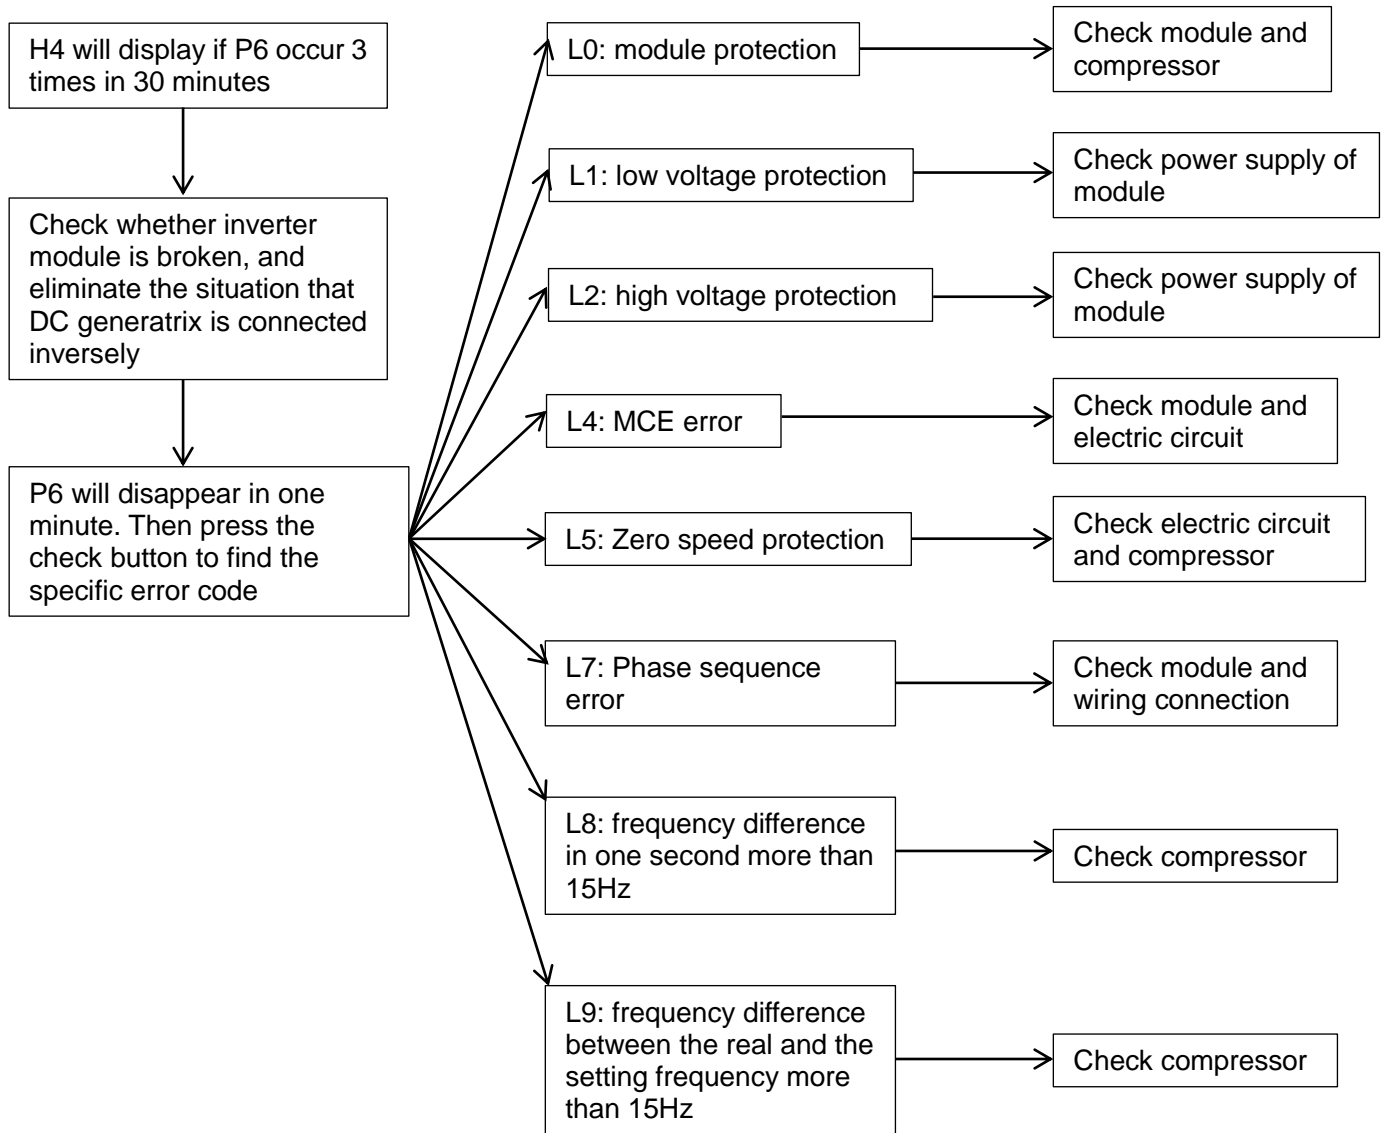 H4 will display if P6 occur 3
times in 30 minutes
Check whether inverter
module is broken, and
eliminate the situation that
DC generatrix is connected
inversely
P6 will disappear in one
minute. Then press the
check button to find the
specific error code
L0: module protection
Check module and
compressor
L1: low voltage protection
Check power supply of
module
L2: high voltage protection
Check power supply of
module
L4: MCE error
Check module and
electric circuit
L5: Zero speed protection
Check electric circuit
and compressor
L7: Phase sequence
error
Check module and
wiring connection
L8: frequency difference
in one second more than
15Hz
Check compressor
L9: frequency difference
between the real and the
setting frequency more
than 15Hz
Check compressor